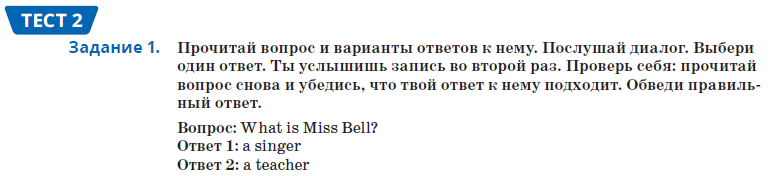 ТЕСТ 2
Задание 1. Прочитай вопрос и варианты ответов к нему. Послушай диалог. Выбери
один ответ. Ты услышишь запись во второй раз. Проверь себя: прочитай
вопрос снова и убедись, что твой ответ к нему подходит. Обведи правиль-
ный ответ.
Вопрос: What is Miss Bell?
Ответ 1: a singer
Ответ 2: a teacher